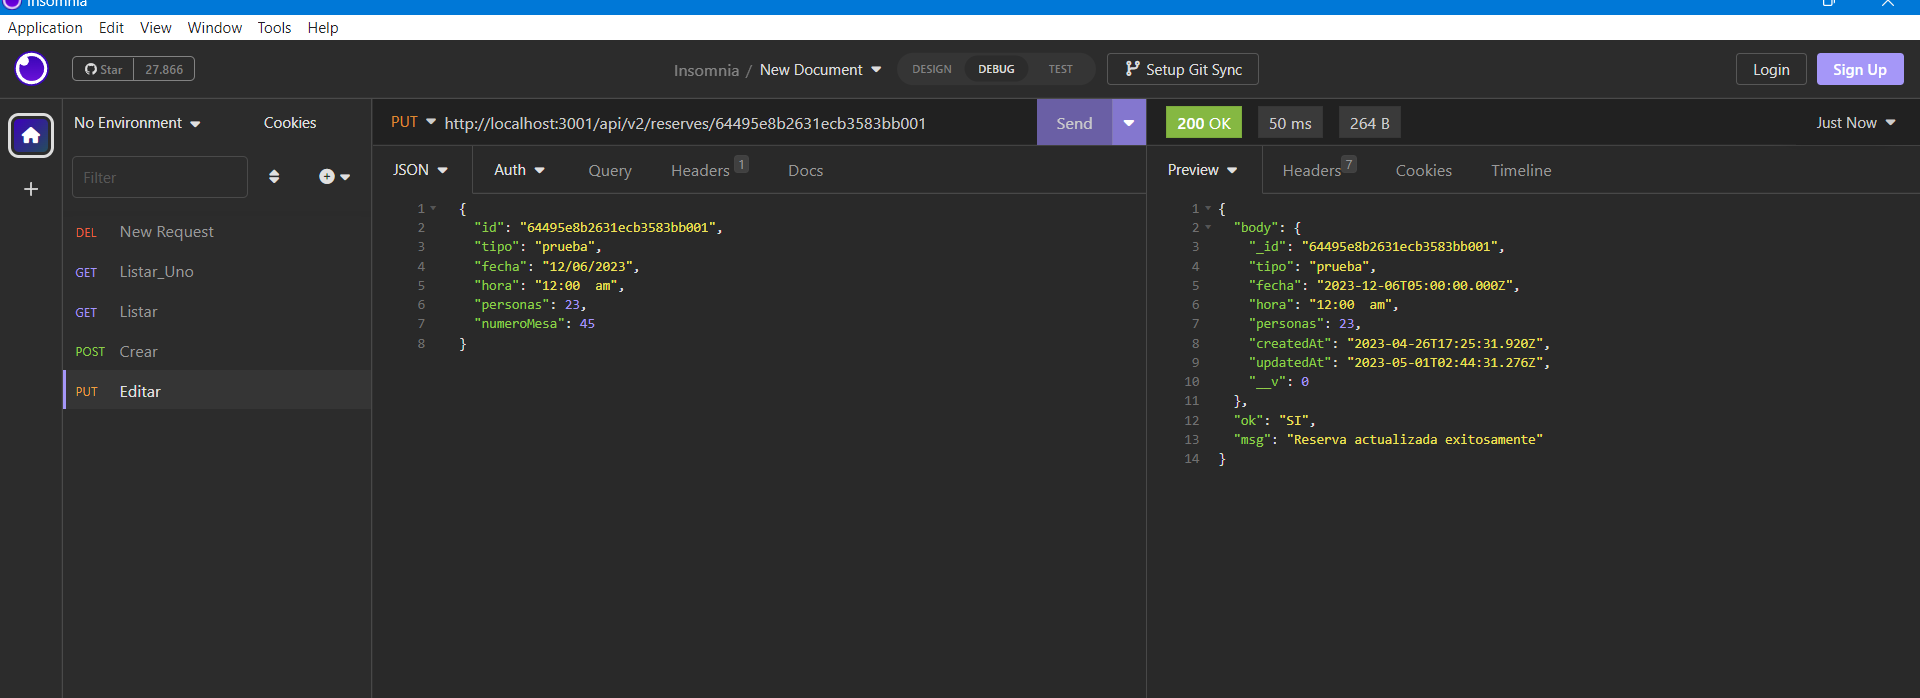 Insomnia
Application Edit View Window Tools Help
Star 27.866
Insomnia / New Document
DESIGN DEBUG TEST
Setup Git Sync
Login Sign Up
No Environment Cookies
Filter
DEL New Request
GET Listar_Uno
GET Listar
POST Crear
PUT Editar
PUT http://localhost:3001/api/v2/reserves/64495e8b2631ecb3583bb001 Send
JSON Auth Query Headers 1 Docs
1 {
2 "id": "64495e8b2631ecb3583bb001",
3 "tipo": "prueba",
4 "fecha": "12/06/2023",
5 "hora": "12:00  am",
6 "personas": 23,
7 "numeroMesa": 45
8 }
200 OK 50 ms 264 B Just Now
Preview Headers 7 Cookies Timeline
1 {
2 "body": {
3 "_id": "64495e8b2631ecb3583bb001",
4 "tipo": "prueba",
5 "fecha": "2023-12-06T05:00:00.000Z",
6 "hora": "12:00  am",
7 "personas": 23,
8 "createdAt": "2023-04-26T17:25:31.920Z",
9 "updatedAt": "2023-05-01T02:44:31.276Z",
10 "__v": 0
11 },
12 "ok": "SI",
13 "msg": "Reserva actualizada exitosamente"
14 }